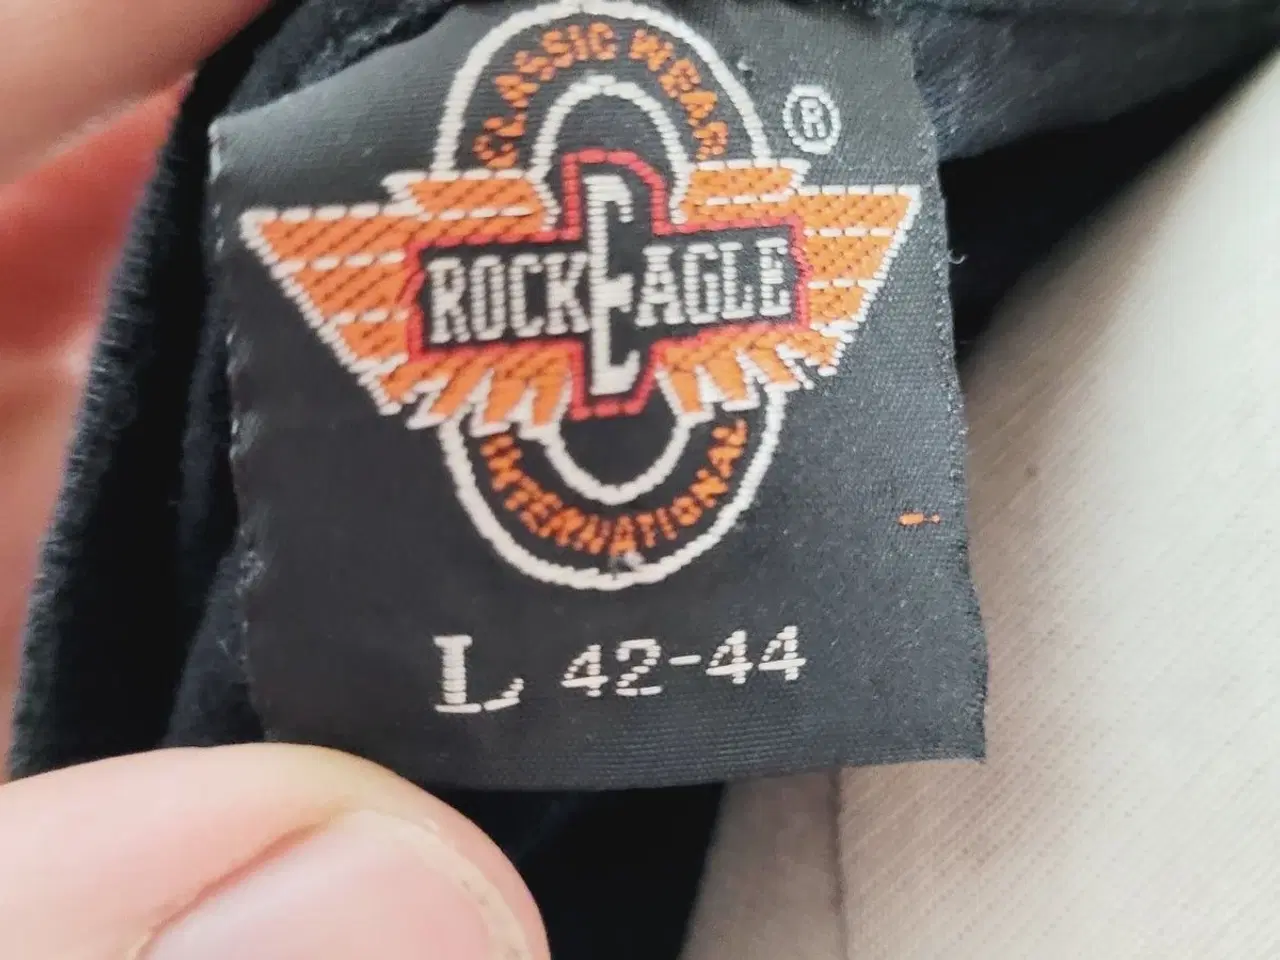 CLASSIC WEAR
®
ROCK EAGLE
INTERNATIONAL
L 42-44